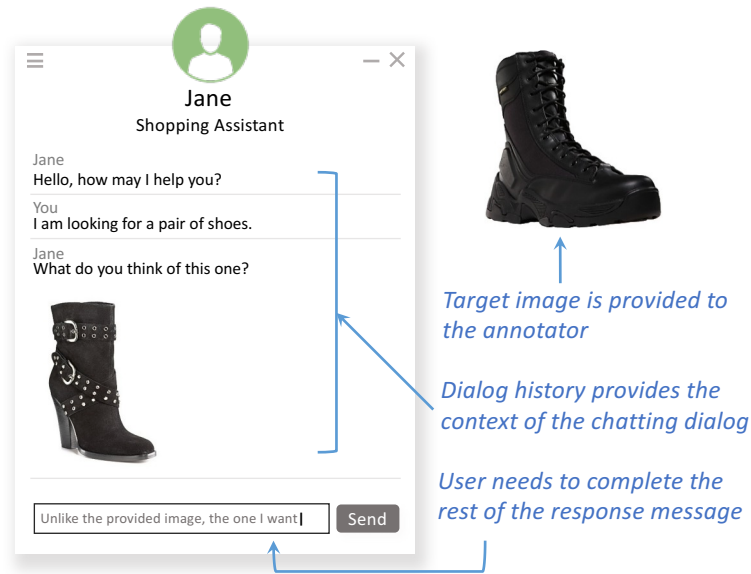 Jane
Shopping Assistant
Jane
Hello, how may I help you?
You
I am looking for a pair of shoes.
Jane
What do you think of this one?
Unlike the provided image, the one I want
Send
Target image is provided to
the annotator
Dialog history provides the
context of the chatting dialog
User needs to complete the
rest of the response message